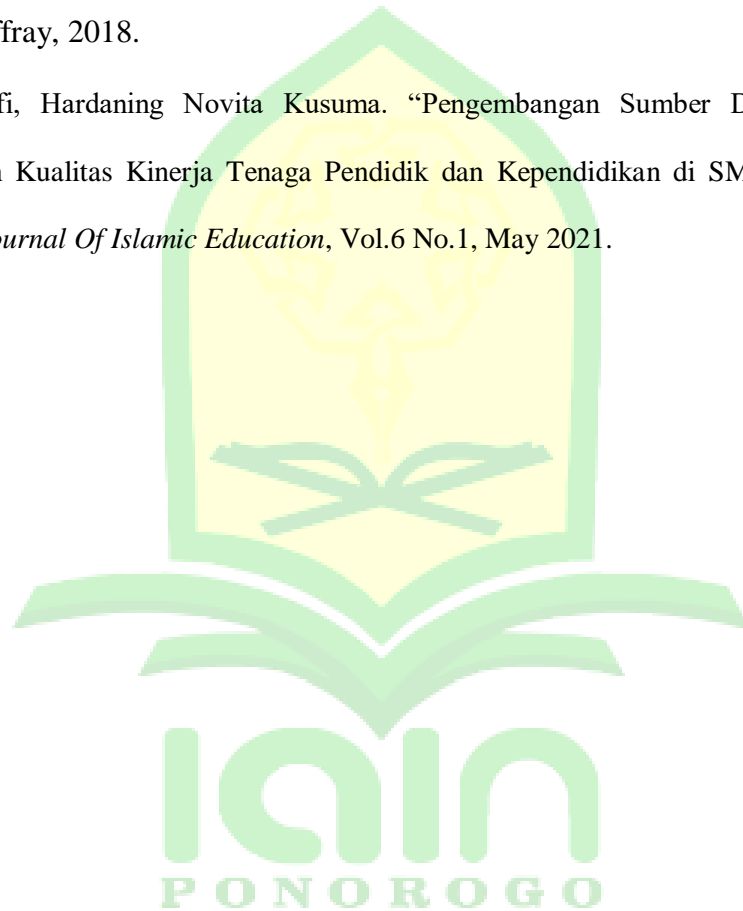 ffray, 2018.
fi, Hardaning Novita Kusuma. “Pengembangan Sumber D
Kualitas Kinerja Tenaga Pendidik dan Kependidikan di SM
urnal Of Islamic Education, Vol.6 No.1, May 2021.
iain
PONOROGO